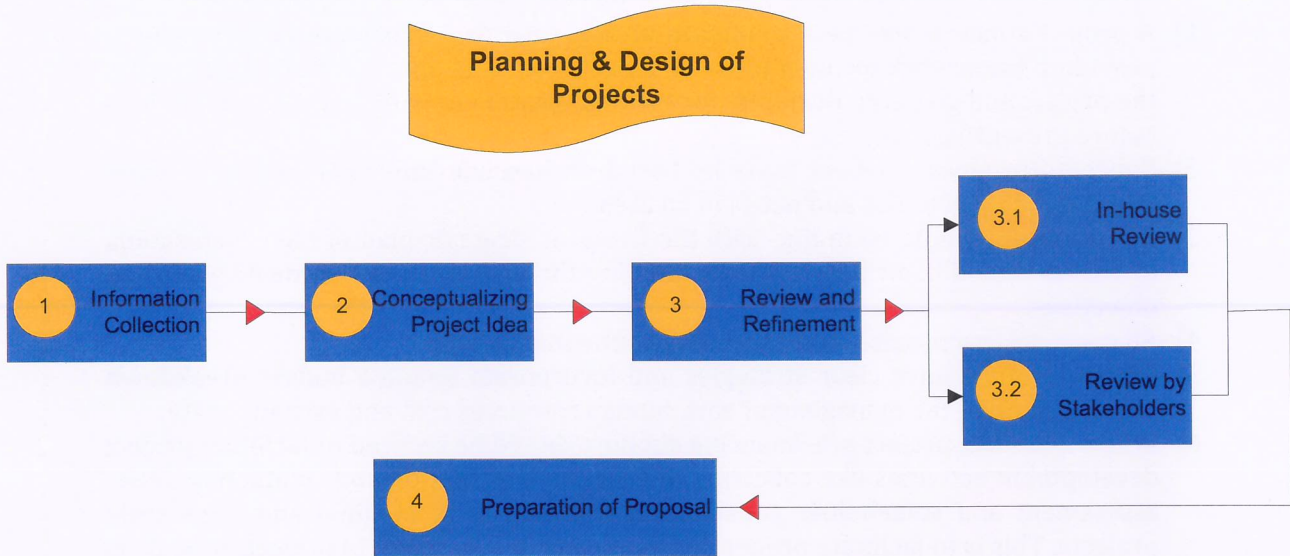 Planning & Design of
Projects
1
Information
Collection
2
Conceptualizing
Project Idea
3
Review and
Refinement
3.1
In-house
Review
3.2
Review by
Stakeholders
4
Preparation of Proposal